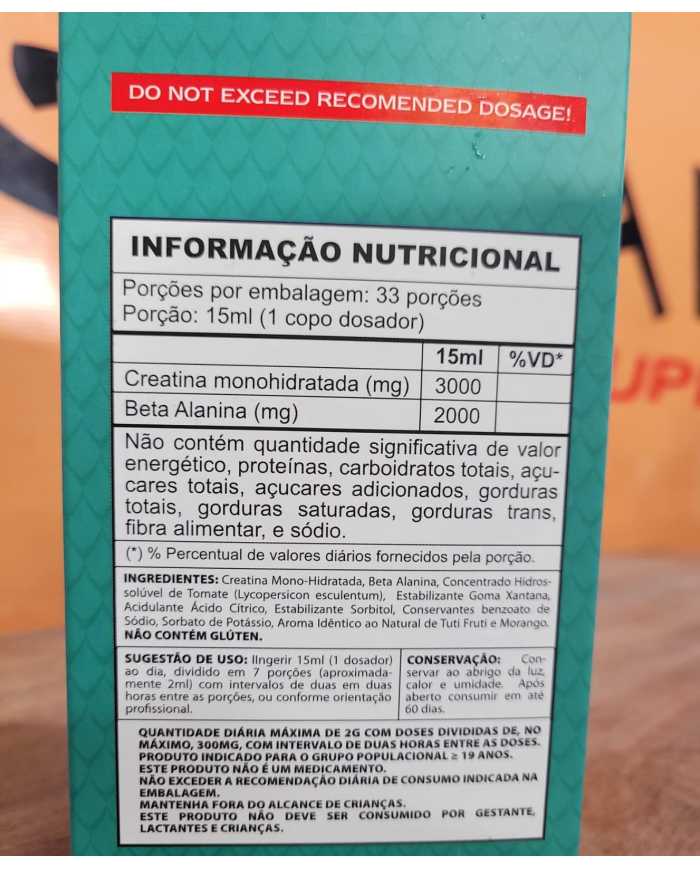 DO NOT EXCEED RECOMENDED DOSAGE!
INFORMAÇÃO NUTRICIONAL
Porções por embalagem: 33 porções
Porção: 15ml (1 copo dosador)
15ml %VD*
Creatina monohidratada (mg) 3000
Beta Alanina (mg) 2000
Não contém quantidade significativa de valor
energético, proteínas, carboidratos totais, açu-
cares totais, açucares adicionados, gorduras
totais, gorduras saturadas, gorduras trans,
fibra alimentar, e sódio.
(*) % Percentual de valores diários fornecidos pela porção.
INGREDIENTES: Creatina Mono-Hidratada, Beta Alanina, Concentrado Hidros-
solúvel de Tomate (Lycopersicon esculentum), Estabilizante Goma Xantana,
Acidulante Ácido Cítrico, Estabilizante Sorbitol, Conservantes benzoato de
Sódio, Sorbato de Potássio, Aroma Idêntico ao Natural de Tuti Fruti e Morango.
NÃO CONTÉM GLÚTEN.
SUGESTÃO DE USO: IIngerir 15ml (1 dosador)
ao dia, dividido em 7 porções (aproximada-
mente 2ml) com intervalos de duas em duas
horas entre as porções, ou conforme orientação
profissional.
CONSERVAÇÃO: Con-
servar ao abrigo da luz,
calor e umidade. Após
aberto consumir em até
60 dias.
QUANTIDADE DIÁRIA MÁXIMA DE 2G COM DOSES DIVIDIDAS DE, NO
MÁXIMO, 300MG, COM INTERVALO DE DUAS HORAS ENTRE AS DOSES.
PRODUTO INDICADO PARA O GRUPO POPULACIONAL ≥ 19 ANOS.
ESTE PRODUTO NÃO É UM MEDICAMENTO.
NÃO EXCEDER A RECOMENDAÇÃO DIÁRIA DE CONSUMO INDICADA NA
EMBALAGEM.
MANTENHA FORA DO ALCANCE DE CRIANÇAS.
ESTE PRODUTO NÃO DEVE SER CONSUMIDO POR GESTANTE,
LACTANTES E CRIANÇAS.